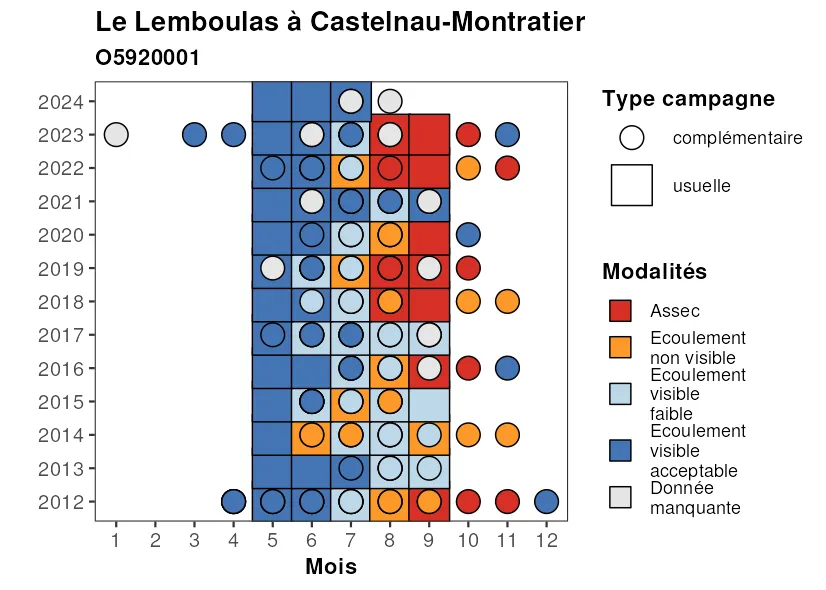 Le Lemboulas à Castelnau-Montratier
O5920001
2024
2023
2022
2021
2020
2019
2018
2017
2016
2015
2014
2013
2012
1 2 3 4 5 6 7 8 9 10 11 12
Mois
Type campagne
complémentaire
usuelle
Modalités
Assec
Ecoulement
non visible
Ecoulement
visible
faible
Ecoulement
visible
acceptable
Donnée
manquante